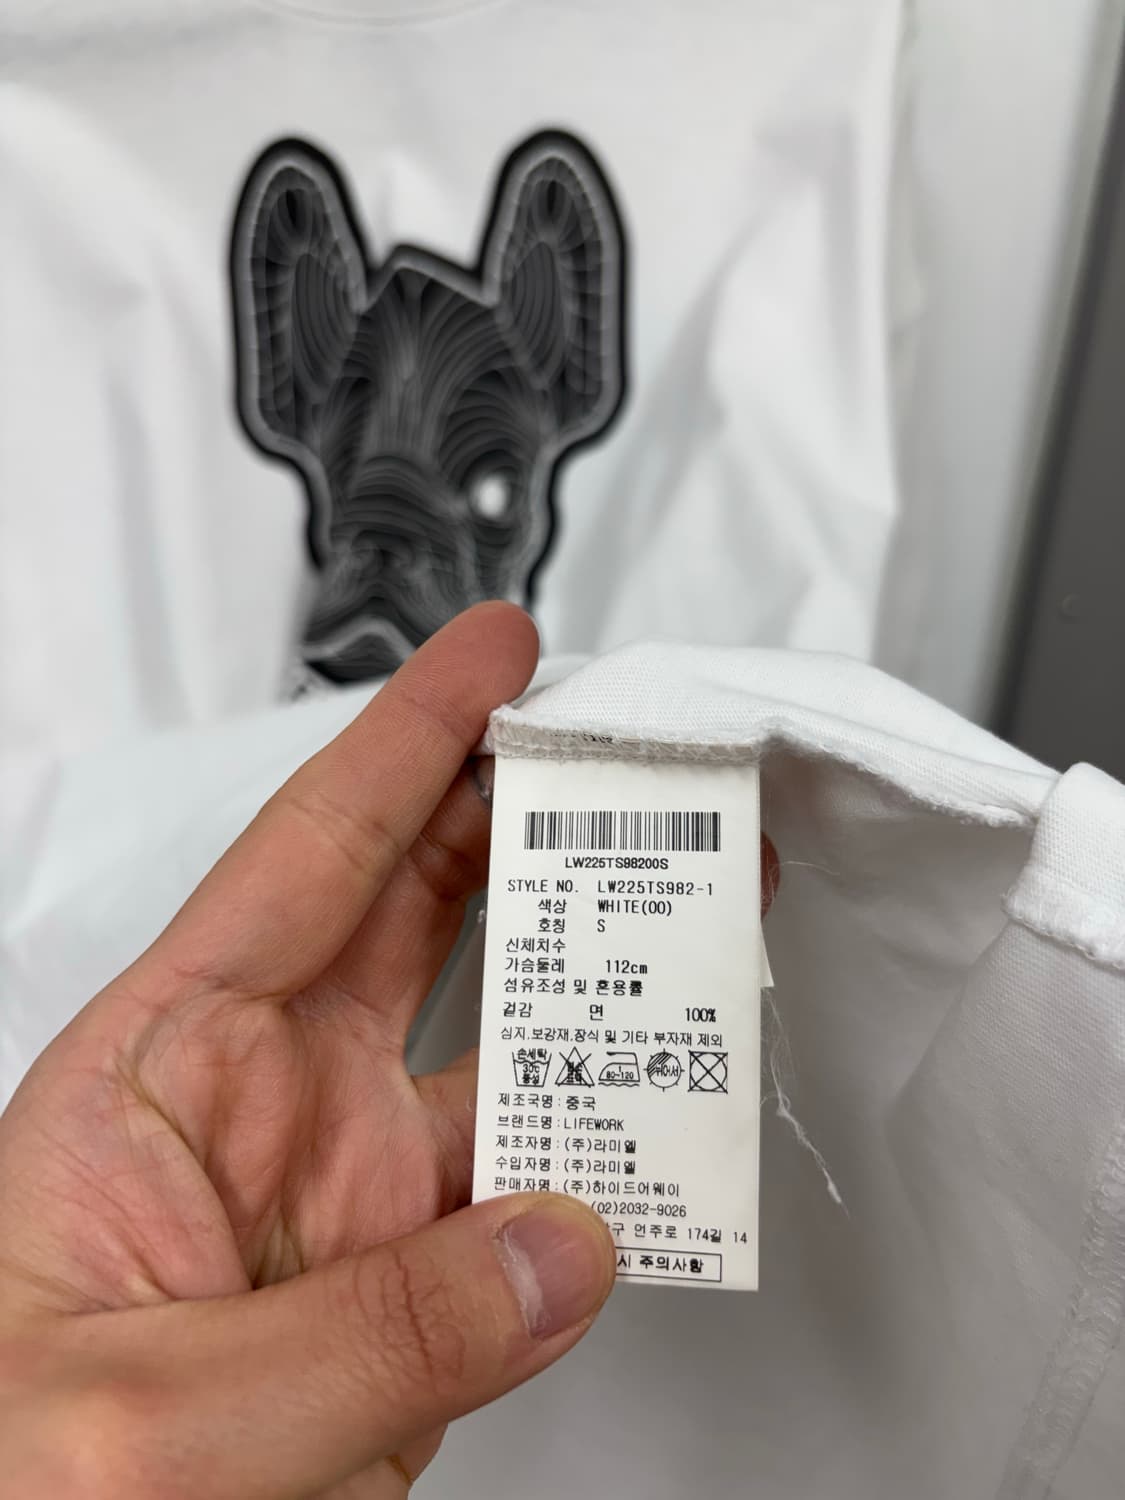 LW225TS98200S
STYLE NO. LW225TS982-1
색상 WHITE(00)
호칭 S
신체치수
가슴둘레 112cm
섬유조성 및 혼용률
겉감 면 100%
심지,보강재,장식 및 기타 부자재 제외
손세탁
30℃
중성
80~120
뉘어서
제조국명:중국
브랜드명:LIFEWORK
제조자명:(주)라미엘
수입자명:(주)라미엘
판매자명:(주)하이드어웨이
(02)2032-9026
구 언주로 174길 14
시 주의사항